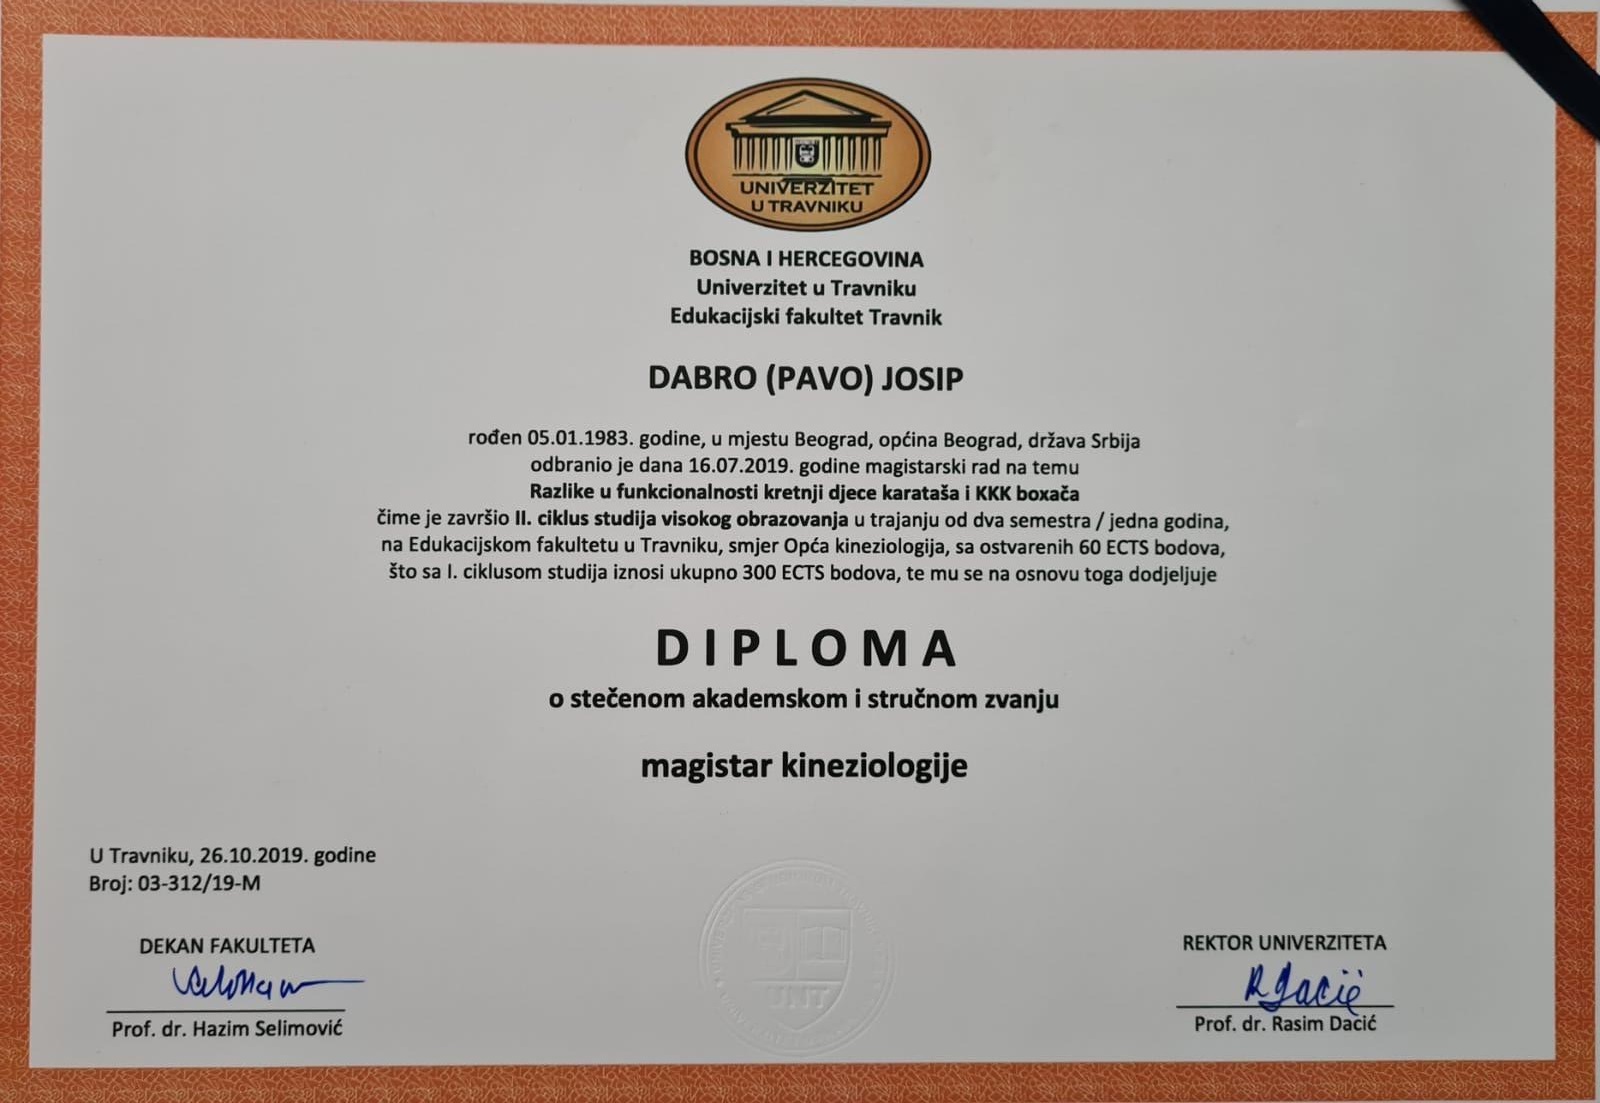 UNIVERZITET
U TRAVNIKU
BOSNA I HERCEGOVINA
Univerzitet u Travniku
Edukacijski fakultet Travnik
DABRO (PAVO) JOSIP
rođen 05.01.1983. godine, u mjestu Beograd, općina Beograd, država Srbija
odbranio je dana 16.07.2019. godine magistarski rad na temu
Razlike u funkcionalnosti kretnji djece karataša i KKK boxača
čime je završio II. ciklus studija visokog obrazovanja u trajanju od dva semestra / jedna godina,
na Edukacijskom fakultetu u Travniku, smjer Opća kineziologija, sa ostvarenih 60 ECTS bodova,
što sa I. ciklusom studija iznosi ukupno 300 ECTS bodova, te mu se na osnovu toga dodjeljuje
DIPLOMA
o stečenom akademskom i stručnom zvanju
magistar kineziologije
U Travniku, 26.10.2019. godine
Broj: 03-312/19-M
DEKAN FAKULTETA
Prof. dr. Hazim Selimović
UNT
REKTOR UNIVERZITETA
Prof. dr. Rasim Dacić